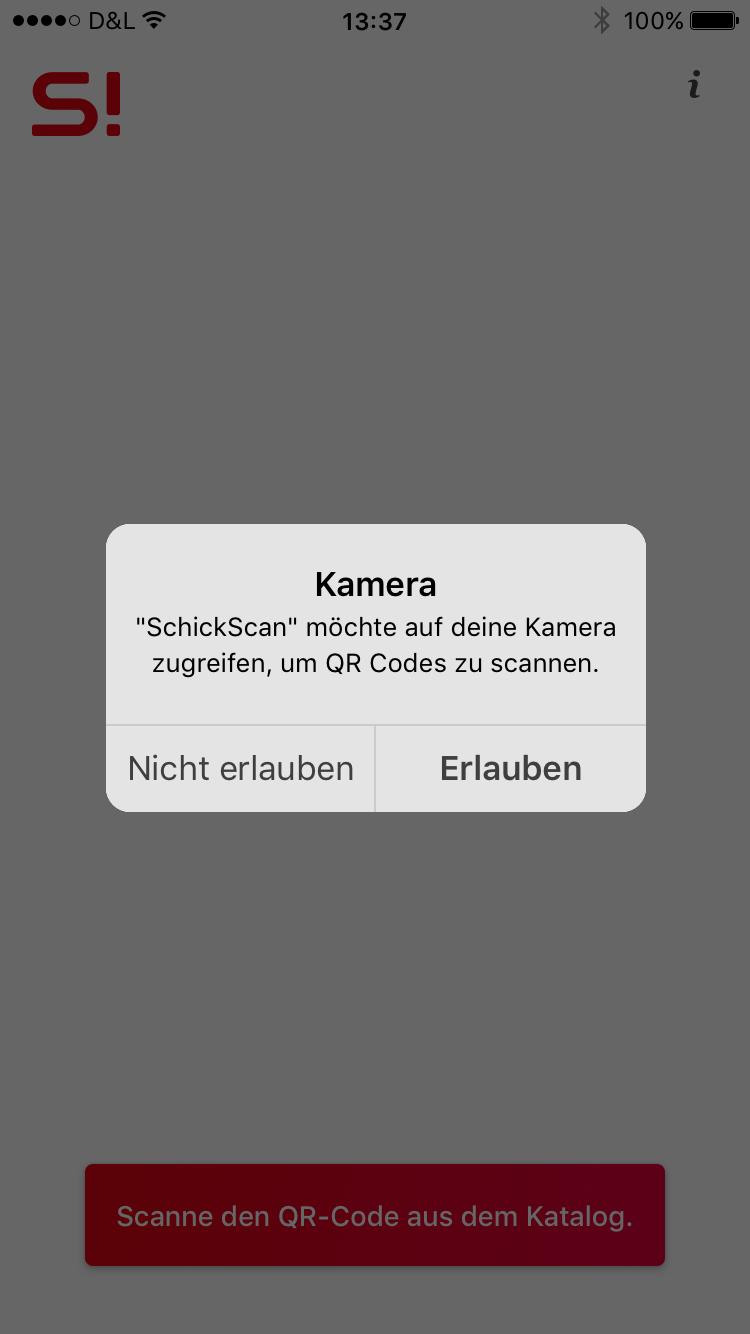 D&L 13:37 100%
S! i
Kamera
"SchickScan" möchte auf deine Kamera
zugreifen, um QR Codes zu scannen.
Nicht erlauben Erlauben
Scanne den QR-Code aus dem Katalog.